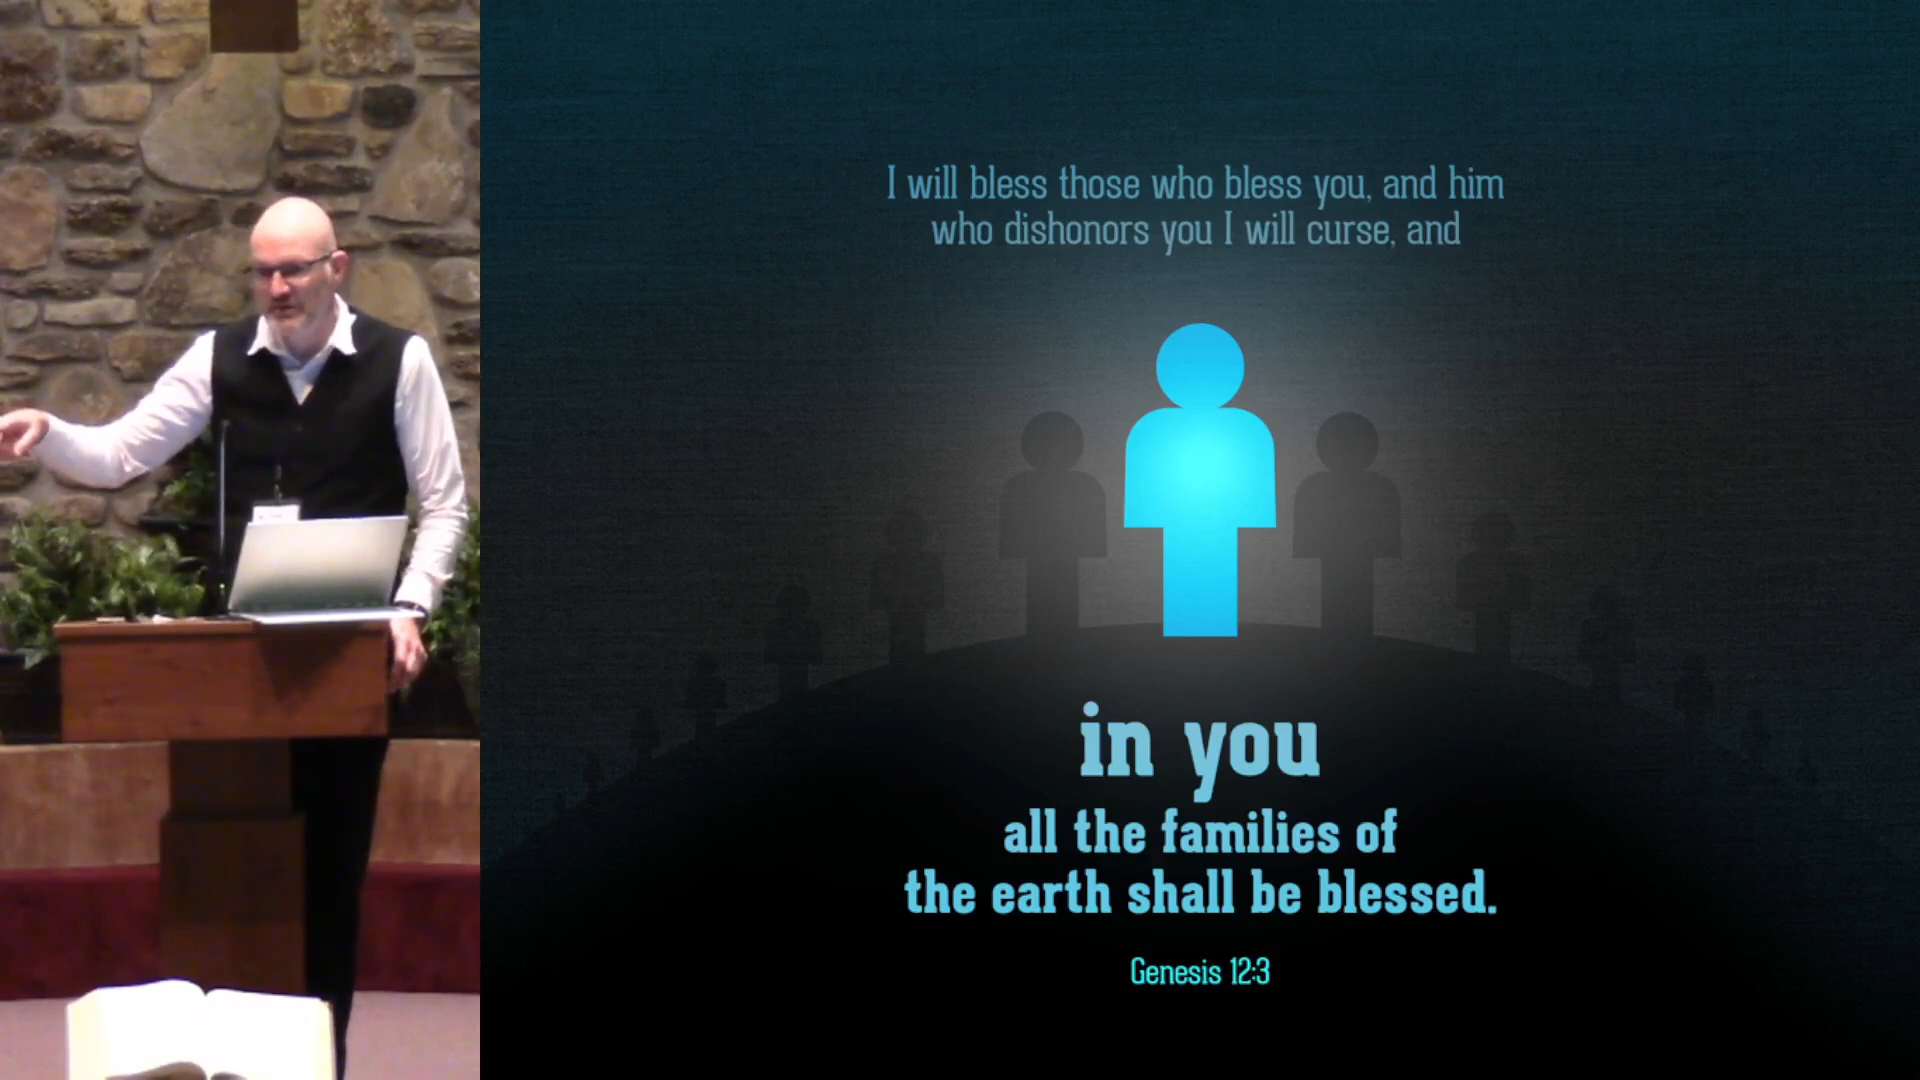 I will bless those who bless you, and him
who dishonors you I will curse, and
in you
all the families of
the earth shall be blessed.
Genesis 12:3